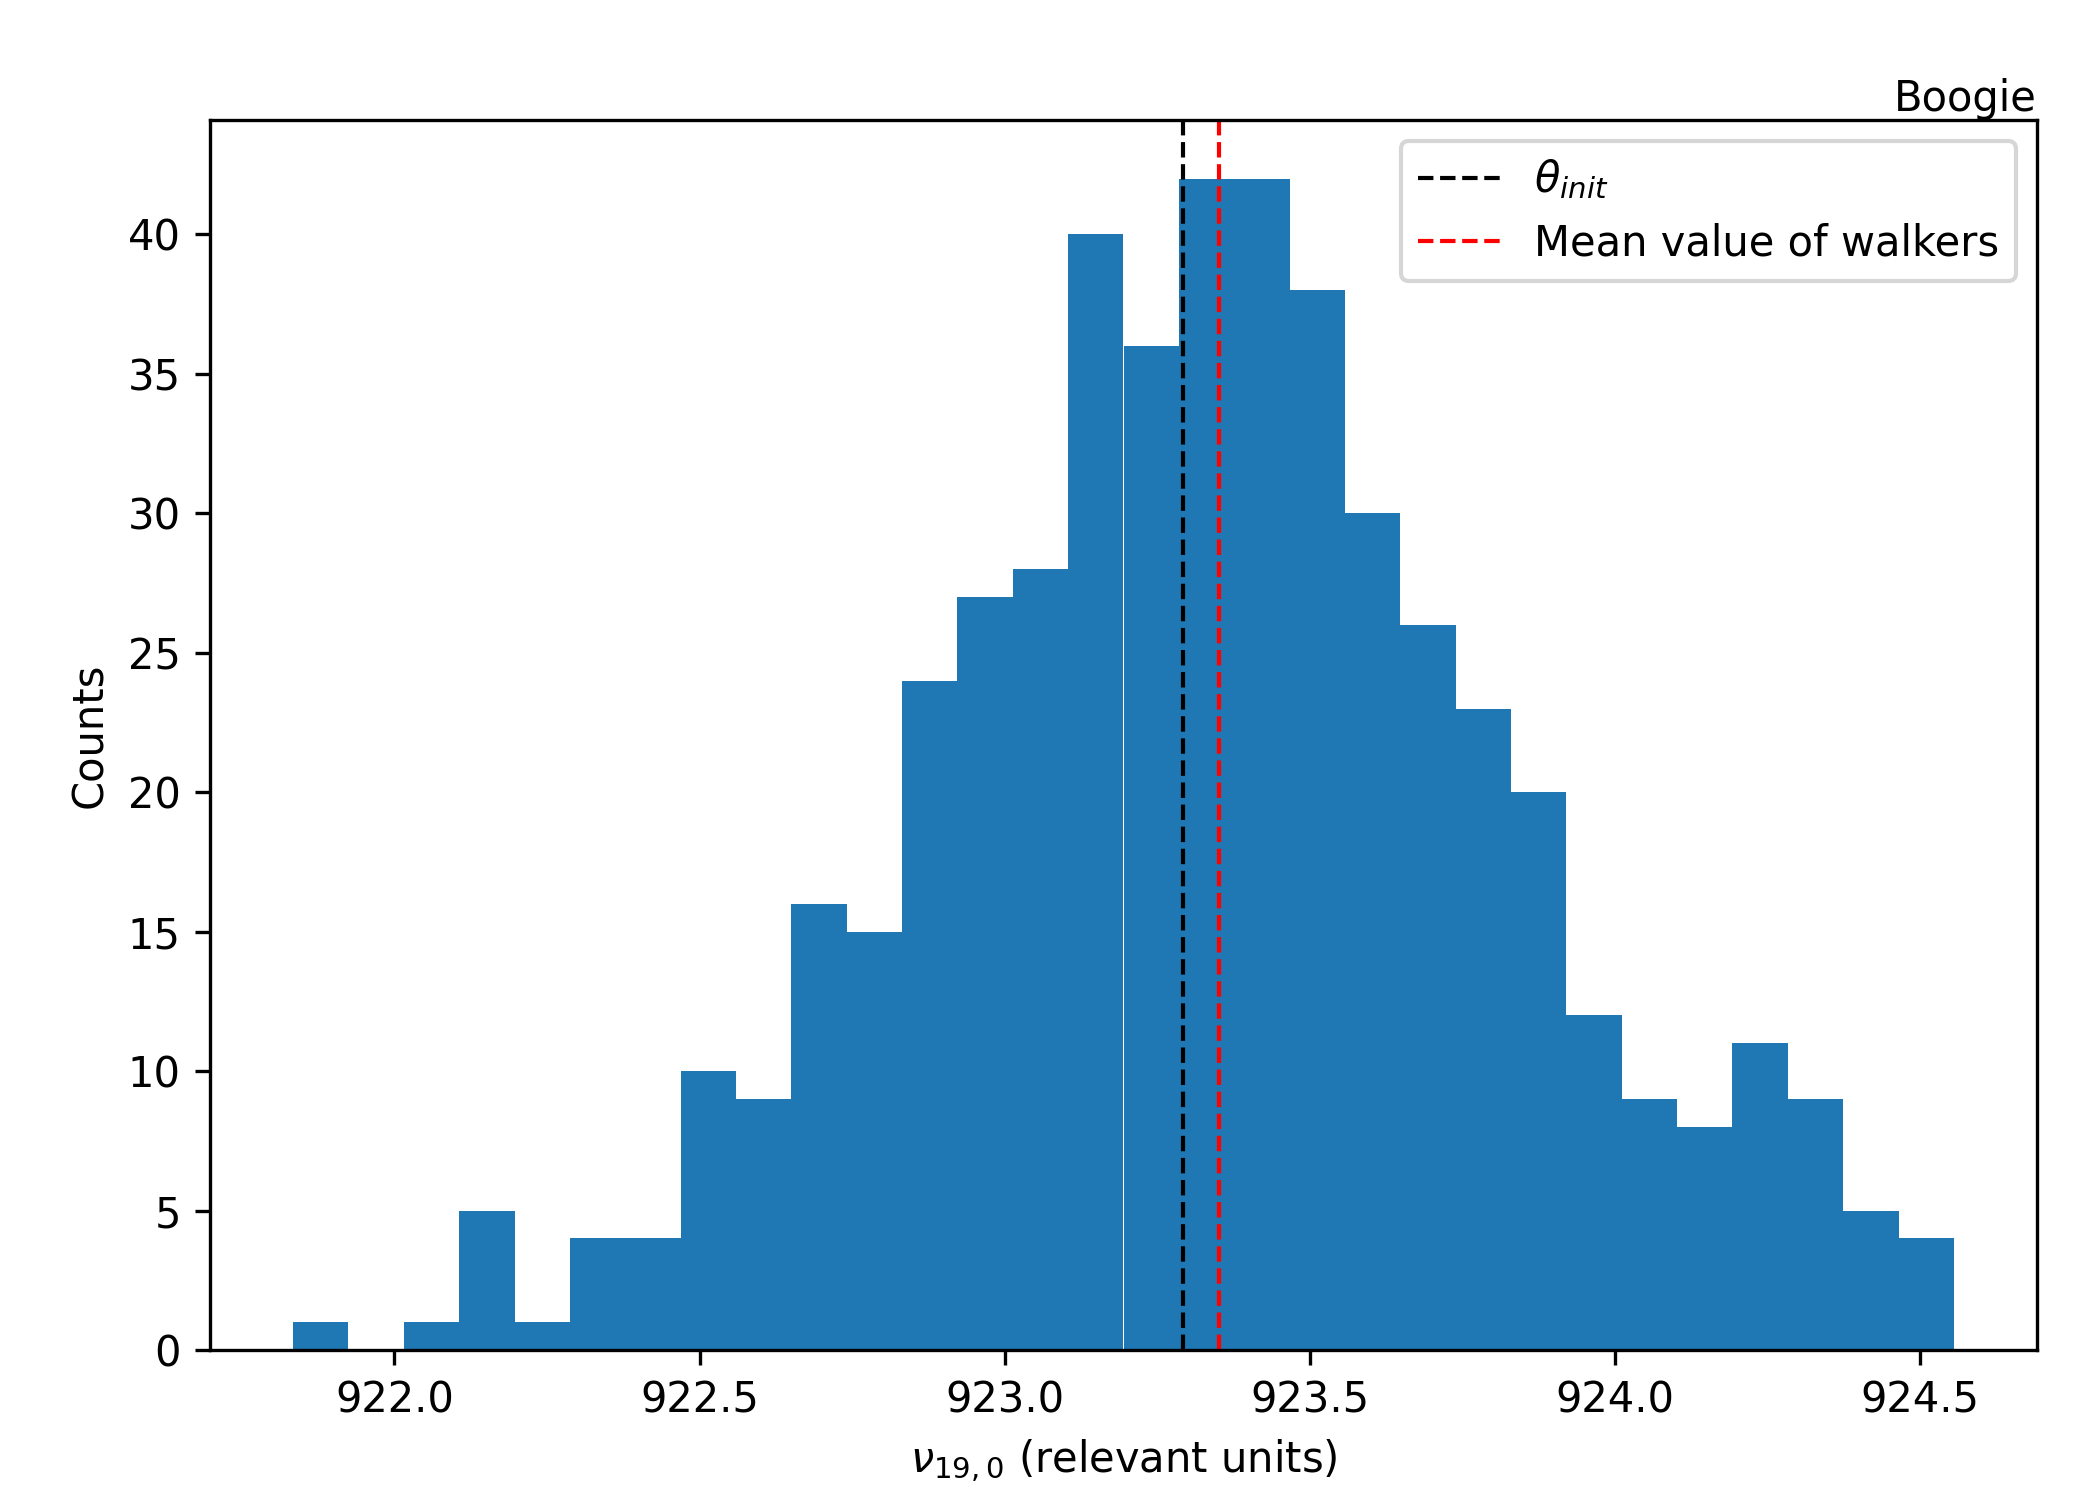 Boogie
θinit
Mean value of walkers
Counts
40
35
30
25
20
15
10
5
0
922.0 922.5 923.0 923.5 924.0 924.5
ν19, 0 (relevant units)